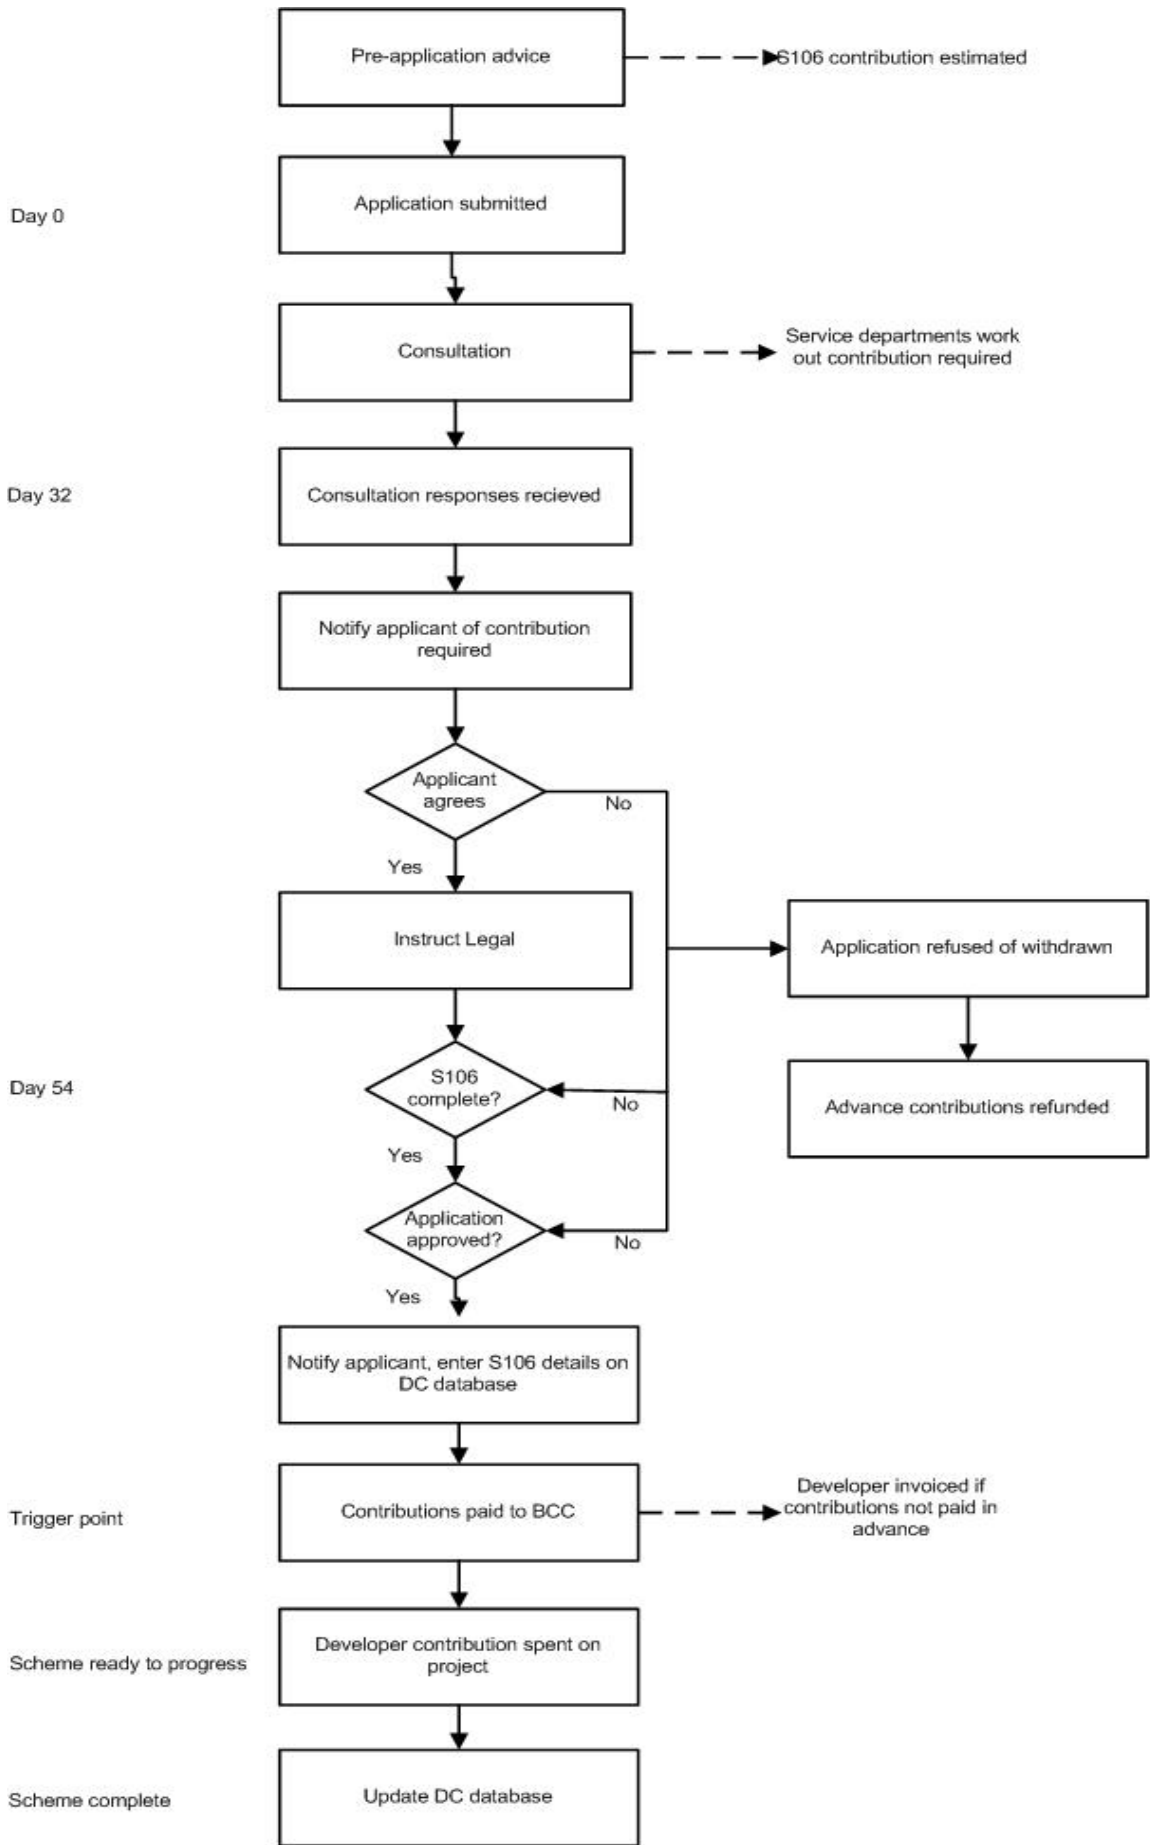 Pre-application advice
S106 contribution estimated
Day 0
Application submitted
Consultation
Service departments work
out contribution required
Day 32
Consultation responses recieved
Notify applicant of contribution
required
Applicant
agrees
No
Yes
Instruct Legal
Application refused of withdrawn
Day 54
S106
complete?
No
Advance contributions refunded
Yes
Application
approved?
No
Yes
Notify applicant, enter S106 details on
DC database
Trigger point
Contributions paid to BCC
Developer invoiced if
contributions not paid in
advance
Scheme ready to progress
Developer contribution spent on
project
Scheme complete
Update DC database